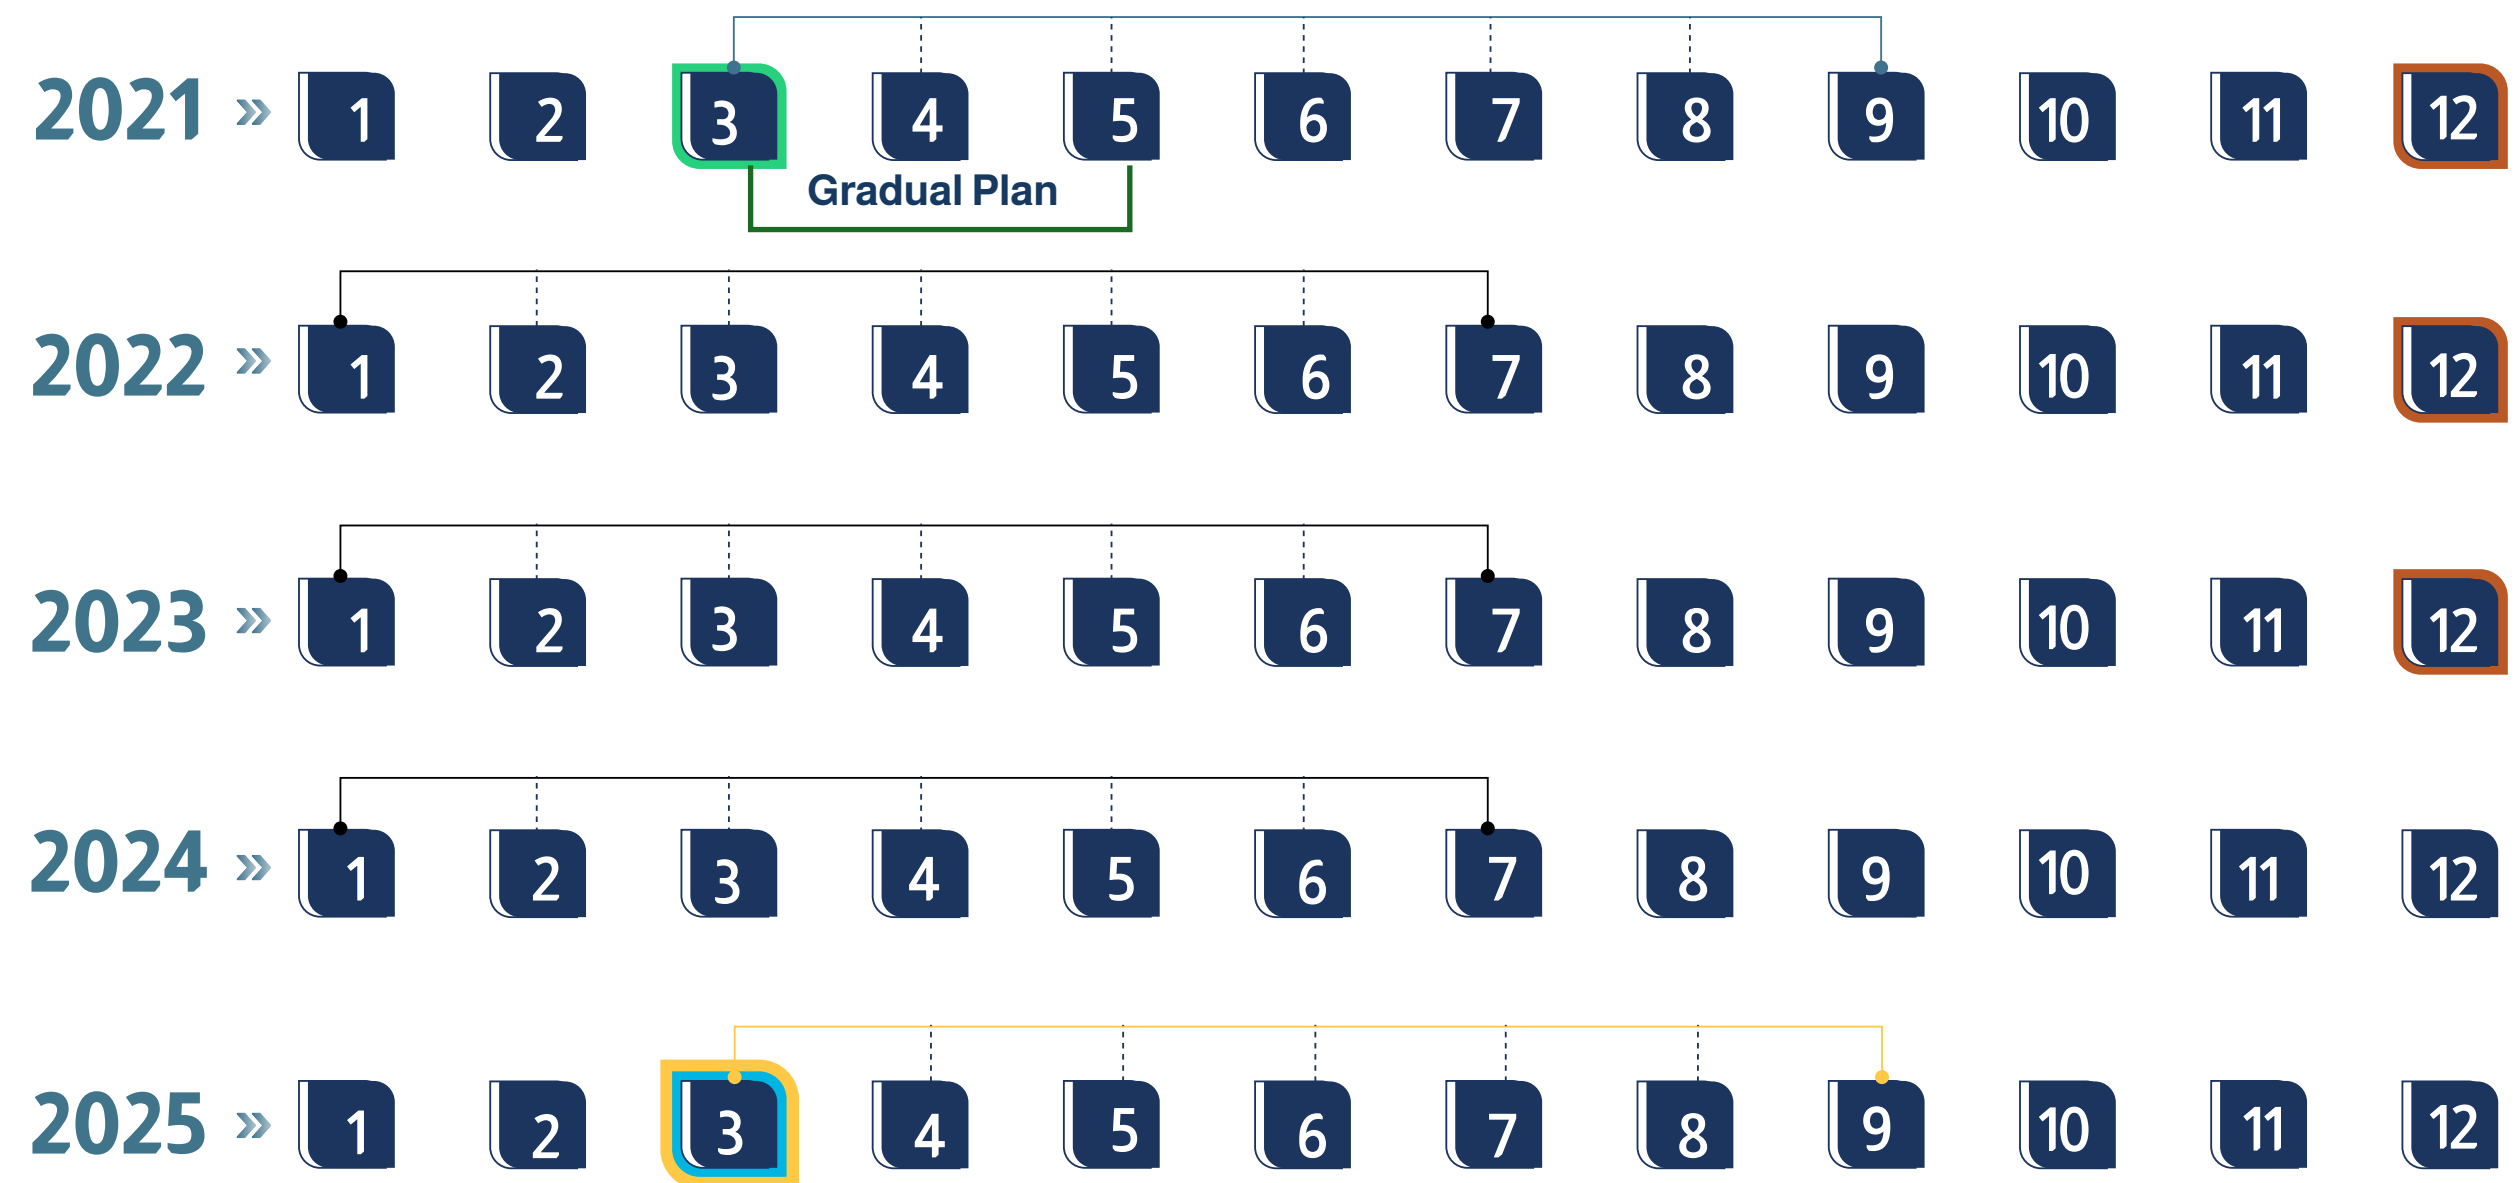 2021 » 1 2 3 4 5 6 7 8 9 10 11 12
Gradual Plan
2022 » 1 2 3 4 5 6 7 8 9 10 11 12
2023 » 1 2 3 4 5 6 7 8 9 10 11 12
2024 » 1 2 3 4 5 6 7 8 9 10 11 12
2025 » 1 2 3 4 5 6 7 8 9 10 11 12